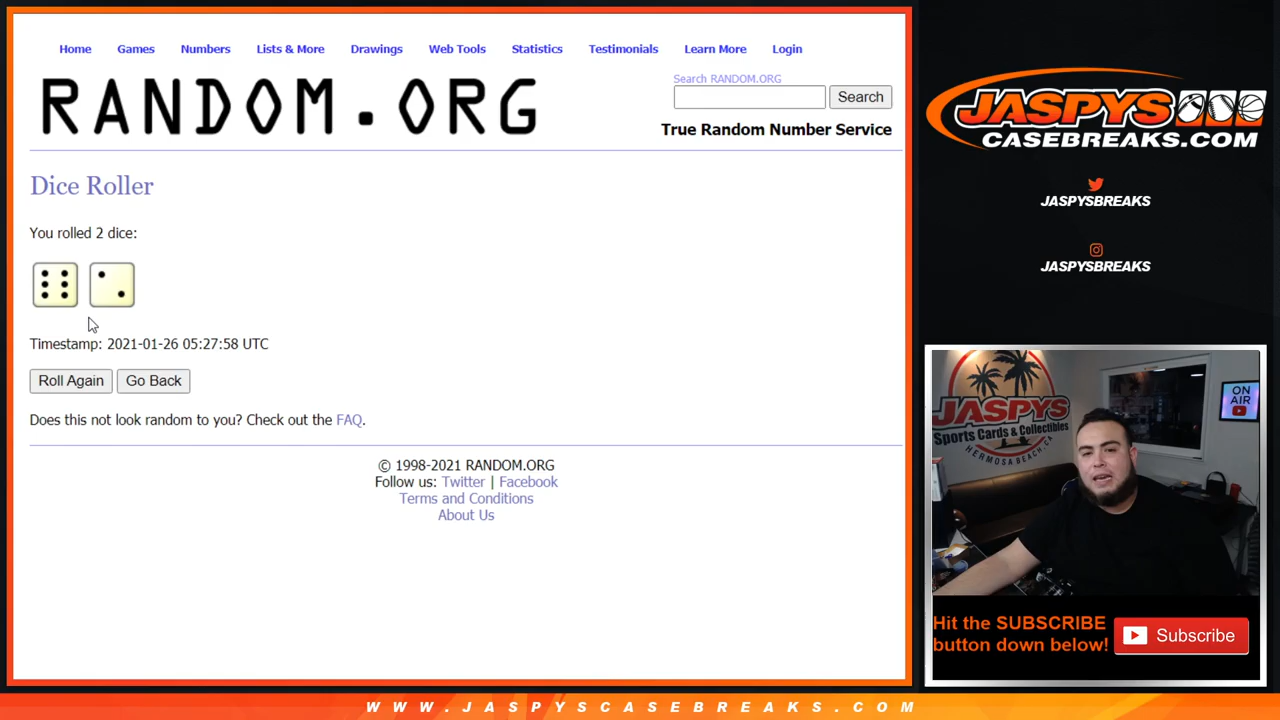 Home Games Numbers Lists & More Drawings Web Tools Statistics Testimonials Learn More Login
RANDOM.ORG
Search RANDOM.ORG
Search
True Random Number Service
Dice Roller
You rolled 2 dice:
Timestamp: 2021-01-26 05:27:58 UTC
Roll Again Go Back
Does this not look random to you? Check out the FAQ.
© 1998-2021 RANDOM.ORG
Follow us: Twitter | Facebook
Terms and Conditions
About Us
JASPYS
CASEBREAKS.COM
JASPYSBREAKS
JASPYSBREAKS
JASPYS
Sports Cards & Collectibles
HERMOSA BEACH, CA
ON
AIR
Hit the SUBSCRIBE
button down below!
Subscribe
WWW.JASPYSCASEBREAKS.COM